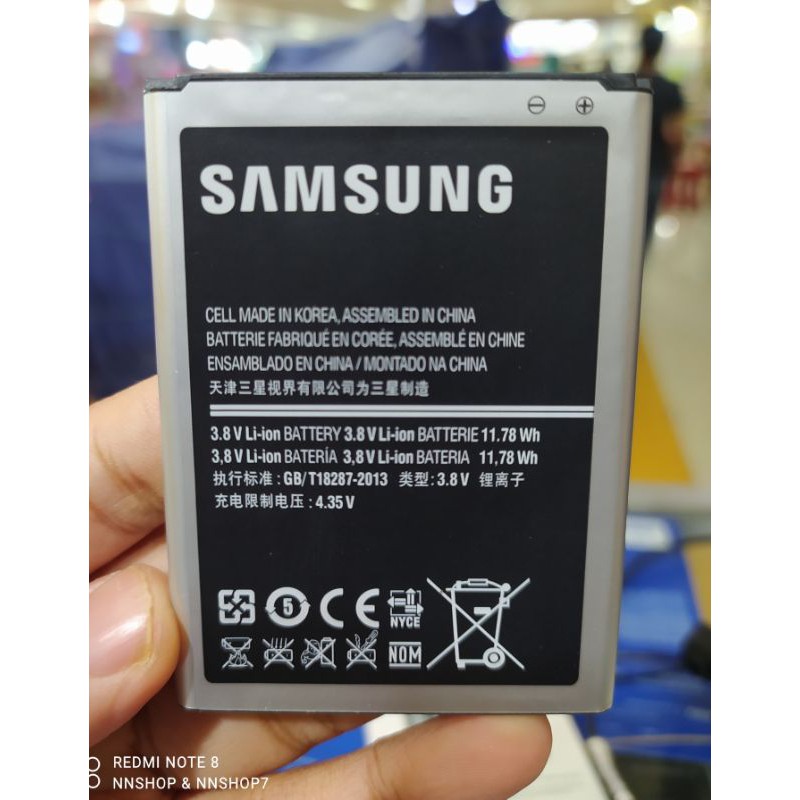 SAMSUNG
CELL MADE IN KOREA, ASSEMBLED IN CHINA
BATTERIE FABRIQUÉ EN CORÉE, ASSEMBLÉ EN CHINE
ENSAMBLADO EN CHINA / MONTADO NA CHINA
天津三星视界有限公司为三星制造
3.8 V Li-ion BATTERY 3.8 V Li-ion BATTERIE 11.78 Wh
3,8 V Li-ion BATERÍA 3,8 V Li-ion BATERIA 11,78 Wh
执行标准 : GB/T18287-2013 类型: 3.8 V 锂离子
充电限制电压 : 4.35 V
5 CE NYCE
NOM
REDMI NOTE 8
NNSHOP & NNSHOP7